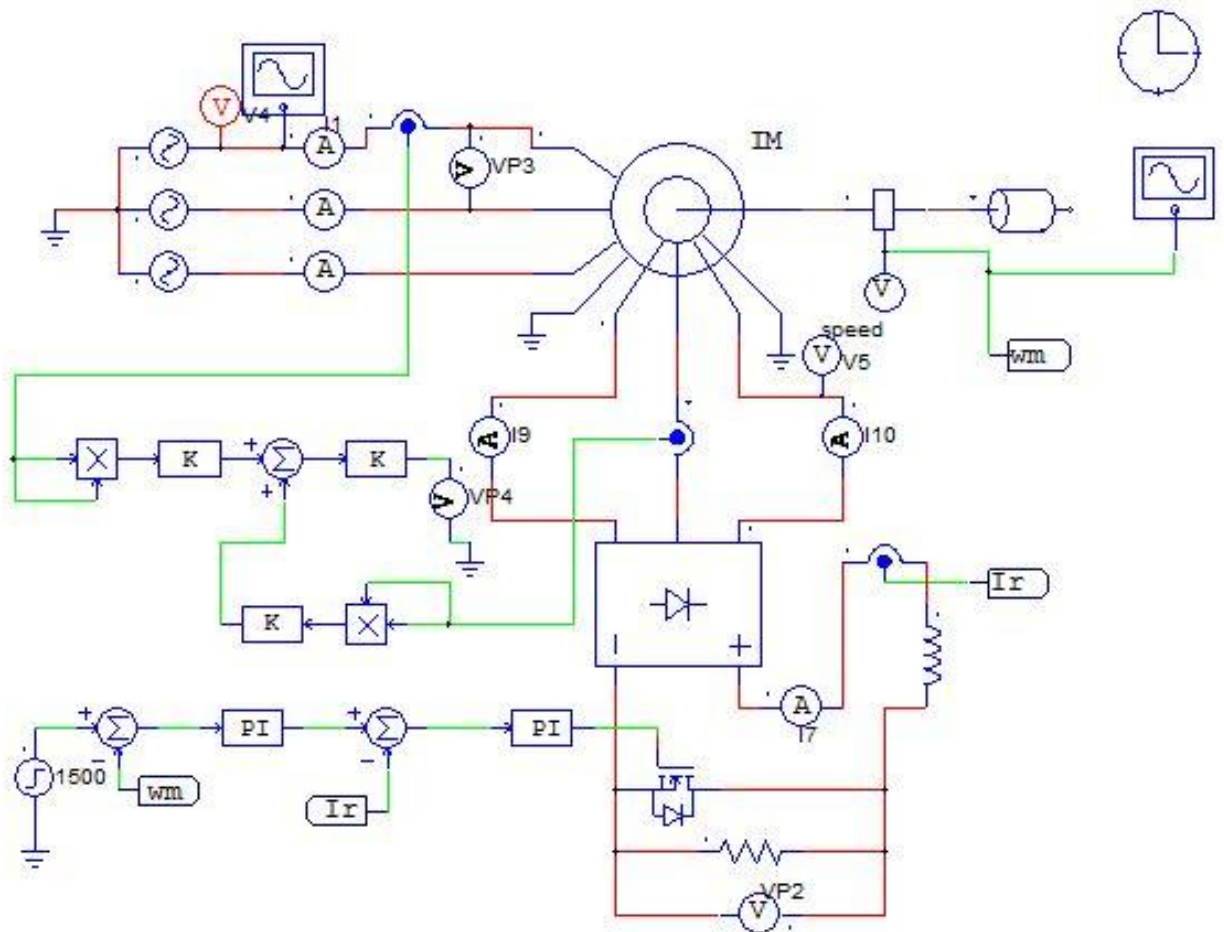 V
V4
I1
A
VP3
A
A
IM
V
speed
V
V5
wm
A
I9
A
I10
K
Σ
K
V
VP4
+
+
K
Ir
A
I7
+
Σ
PI
+
Σ
PI
1500
-
wm
-
Ir
VP2
V